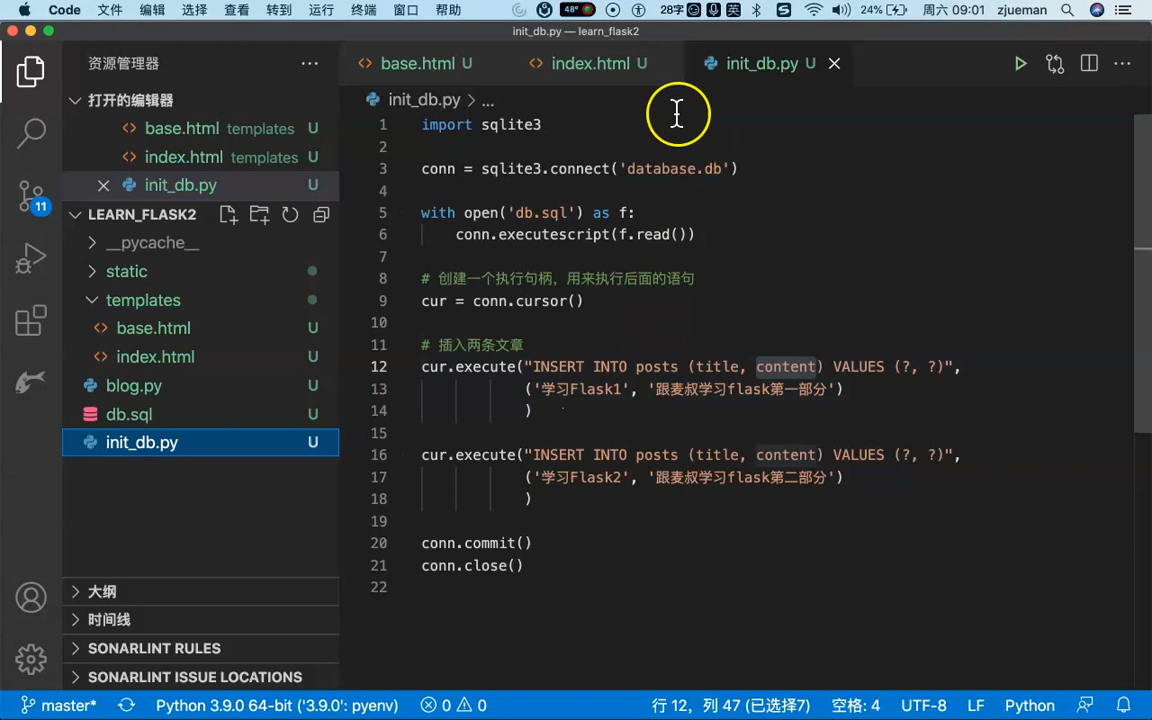 Code 文件 编辑 选择 查看 转到 运行 终端 窗口 帮助 48° 28字 英 24% 周六 09:01 zjueman
init_db.py — learn_flask2
资源管理器
打开的编辑器
base.html templates U
index.html templates U
init_db.py U
LEARN_FLASK2
__pycache__
static
templates
base.html U
index.html U
blog.py U
db.sql U
init_db.py U
大纲
时间线
SONARLINT RULES
SONARLINT ISSUE LOCATIONS
11
base.html U index.html U init_db.py U
init_db.py > ...
1 import sqlite3
2
3 conn = sqlite3.connect('database.db')
4
5 with open('db.sql') as f:
6 conn.executescript(f.read())
7
8 # 创建一个执行句柄，用来执行后面的语句
9 cur = conn.cursor()
10
11 # 插入两条文章
12 cur.execute("INSERT INTO posts (title, content) VALUES (?, ?)",
13 ('学习Flask1', '跟麦叔学习flask第一部分')
14 )
15
16 cur.execute("INSERT INTO posts (title, content) VALUES (?, ?)",
17 ('学习Flask2', '跟麦叔学习flask第二部分')
18 )
19
20 conn.commit()
21 conn.close()
22
master* Python 3.9.0 64-bit ('3.9.0': pyenv) 0 0 行 12, 列 47 (已选择7) 空格: 4 UTF-8 LF Python